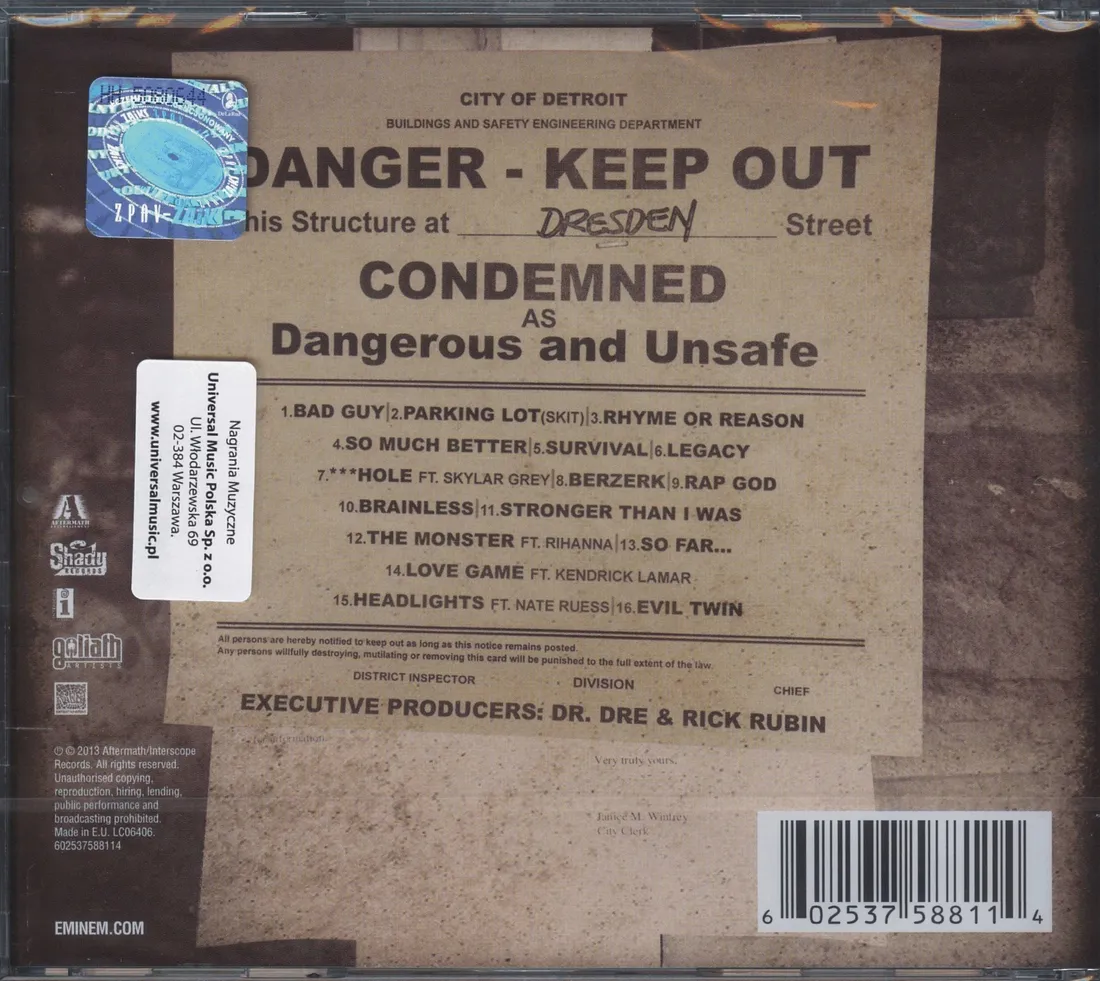 CITY OF DETROIT
BUILDINGS AND SAFETY ENGINEERING DEPARTMENT
DANGER - KEEP OUT
his Structure at DRESDEN Street
CONDEMNED
AS
Dangerous and Unsafe
1.BAD GUY|2.PARKING LOT(SKIT)|3.RHYME OR REASON
4.SO MUCH BETTER|5.SURVIVAL|6.LEGACY
7.***HOLE FT. SKYLAR GREY|8.BERZERK|9.RAP GOD
10.BRAINLESS|11.STRONGER THAN I WAS
12.THE MONSTER FT. RIHANNA|13.SO FAR...
14.LOVE GAME FT. KENDRICK LAMAR
15.HEADLIGHTS FT. NATE RUESS|16.EVIL TWIN
All persons are hereby notified to keep out as long as this notice remains posted.
Any persons willfully destroying, mutilating or removing this card will be punished to the full extent of the law.
DISTRICT INSPECTOR DIVISION CHIEF
EXECUTIVE PRODUCERS: DR. DRE & RICK RUBIN
for information
Very truly yours,
Janice M. Winfrey
City Clerk
ZPAV
Nagrania Muzyczne
Universal Music Polska Sp. z o.o.
Ul. Włodarzewska 69
02-384 Warszawa.
www.universalmusic.pl
AFTERMATH
ENTERTAINMENT
Shady
RECORDS
goliath
ARTISTS
℗ © 2013 Aftermath/Interscope
Records. All rights reserved.
Unauthorised copying,
reproduction, hiring, lending,
public performance and
broadcasting prohibited.
Made in E.U. LC06406.
602537588114
EMINEM.COM
6 02537 58811 4